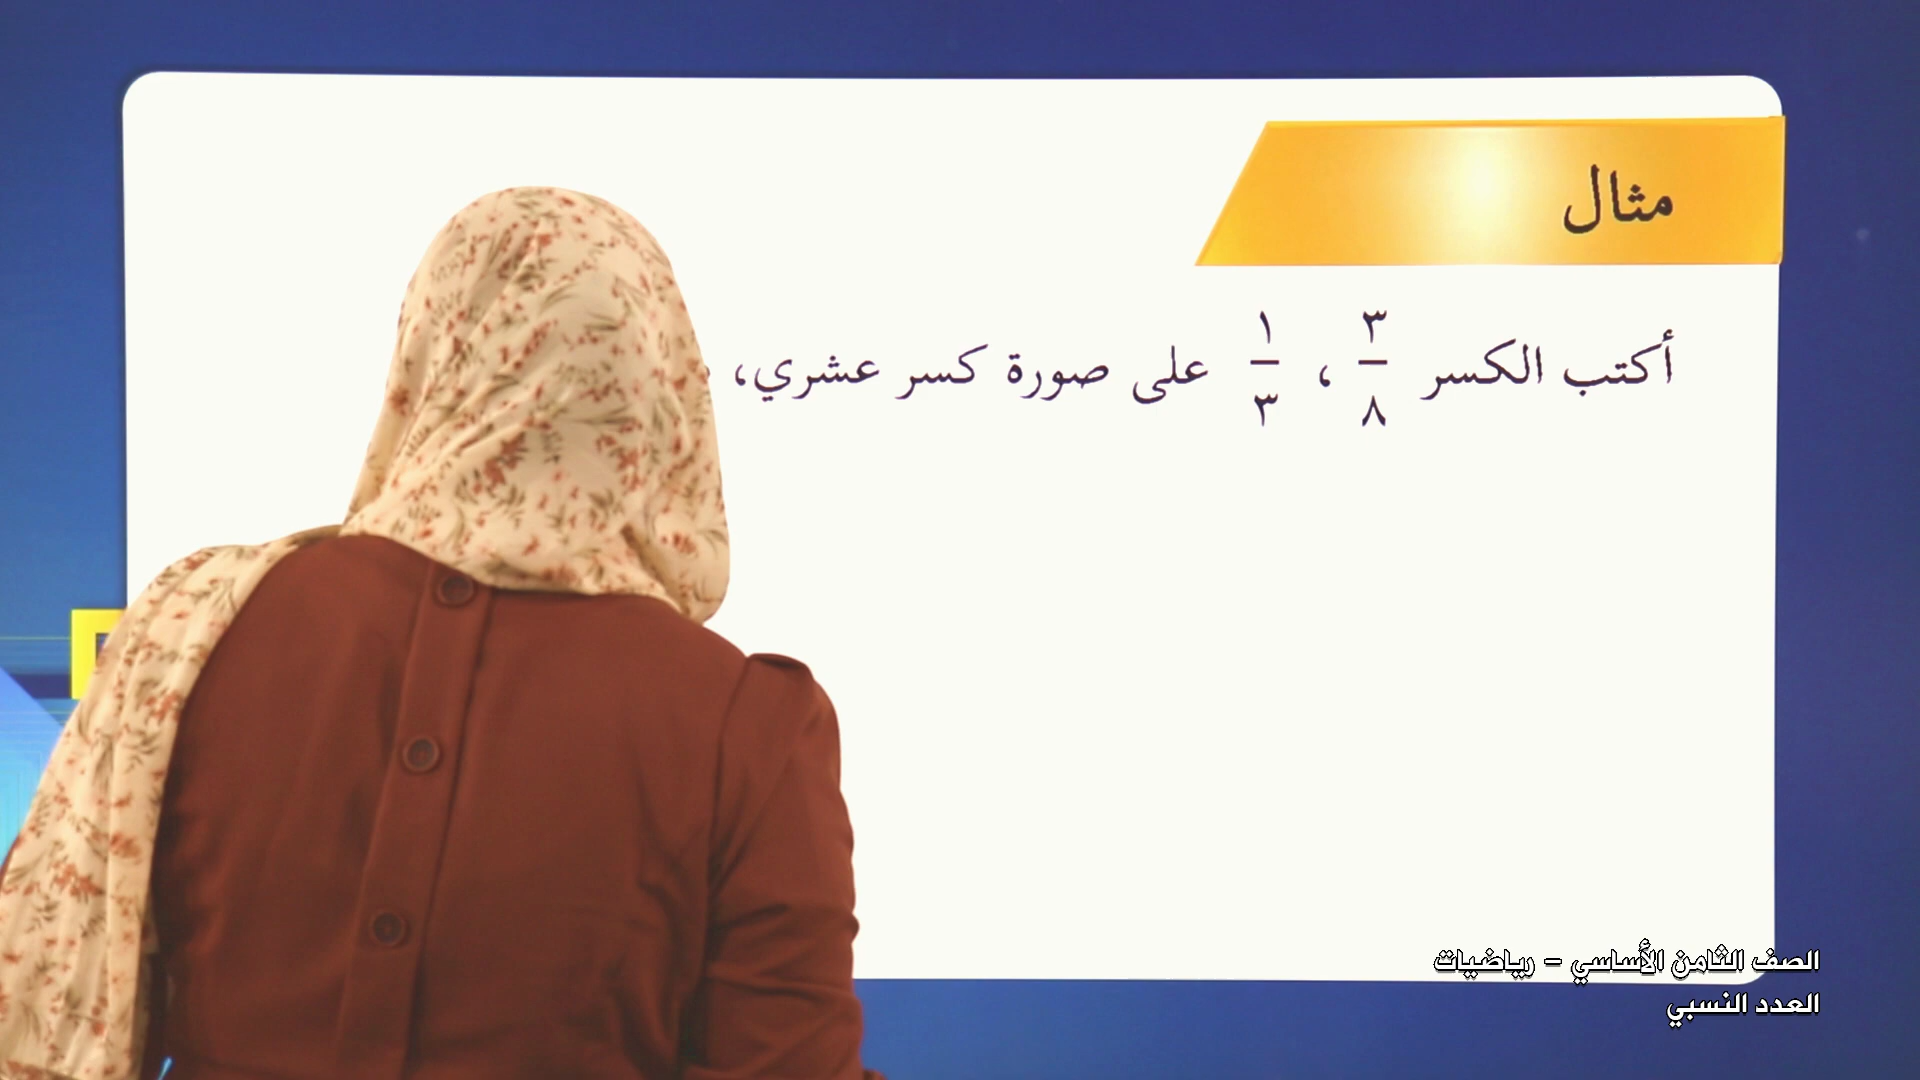 مثال
أكتب الكسر ٣/٨ ، ١/٣ على صورة كسر عشري،
الصف الثامن الأساسي - رياضيات
العدد النسبي